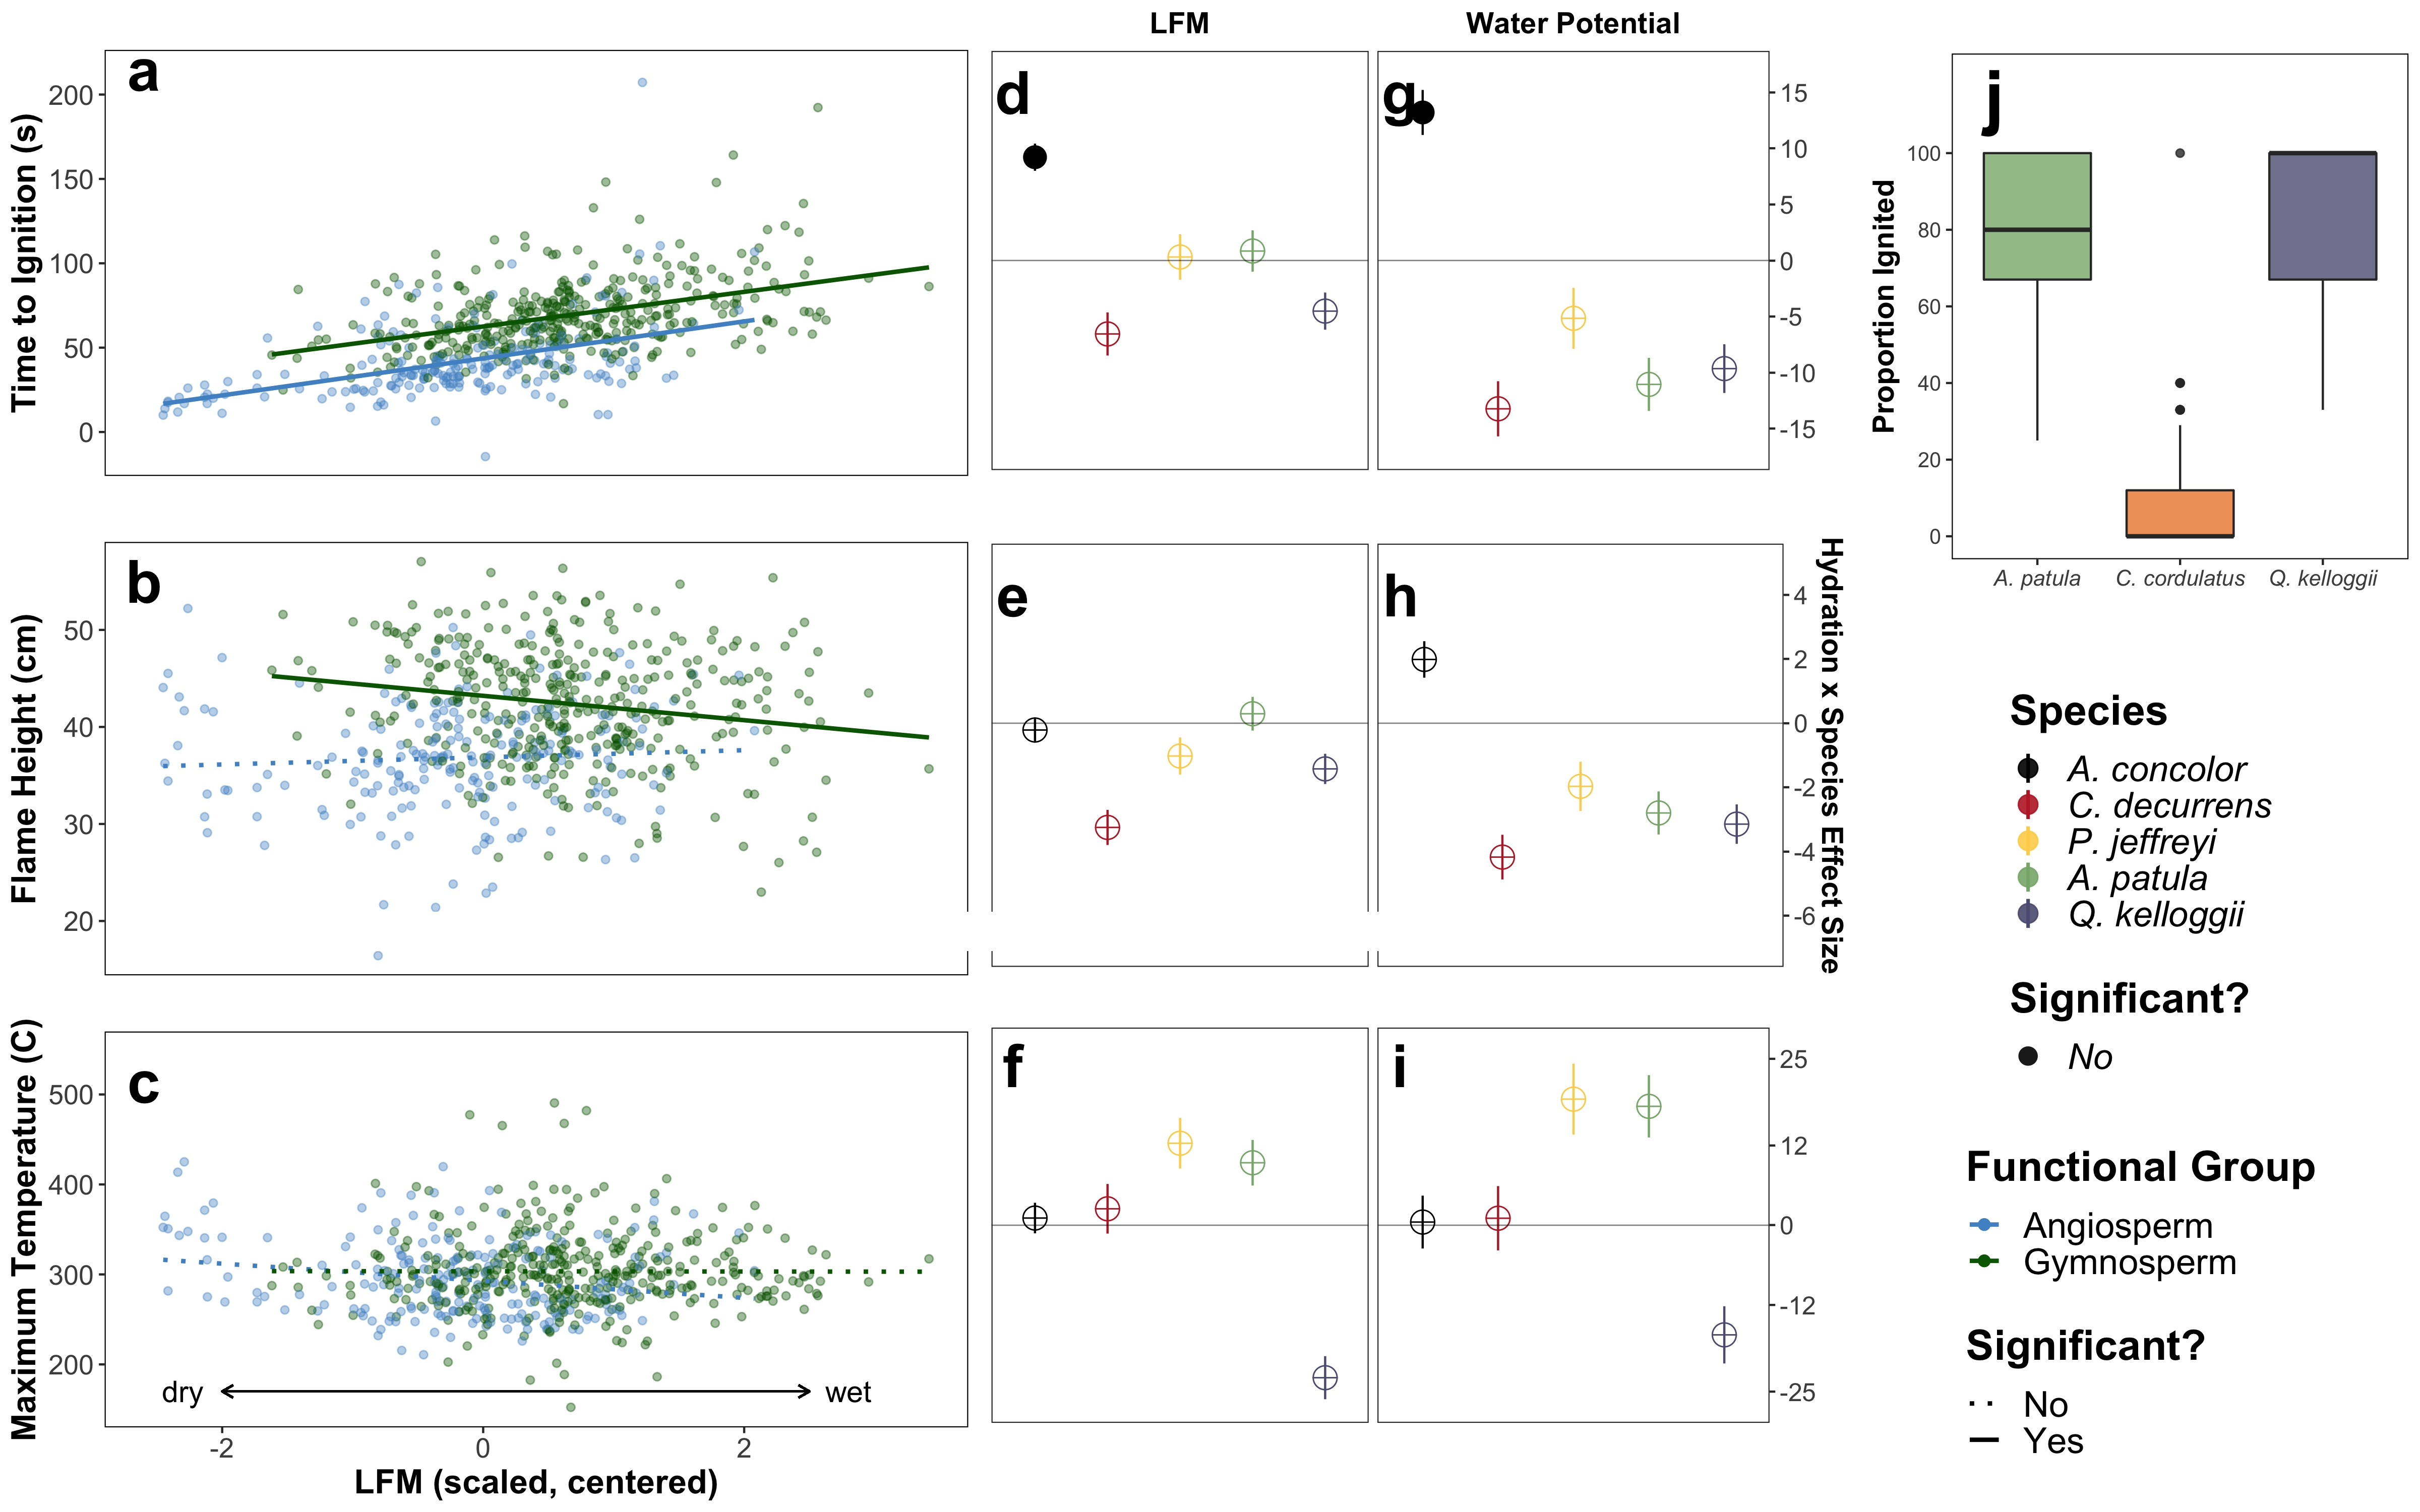 LFM
Water Potential
a
Time to Ignition (s)
200
150
100
50
0
d
g
15
10
5
0
-5
-10
-15
j
Proportion Ignited
100
80
60
40
20
0
A. patula
C. cordulatus
Q. kelloggii
b
Flame Height (cm)
50
40
30
20
e
h
4
2
0
-2
-4
-6
Hydration x Species Effect Size
c
Maximum Temperature (C)
500
400
300
200
dry
wet
-2
0
2
LFM (scaled, centered)
f
i
25
12
0
-12
-25
Species
A. concolor
C. decurrens
P. jeffreyi
A. patula
Q. kelloggii
Significant?
No
Functional Group
Angiosperm
Gymnosperm
Significant?
No
Yes